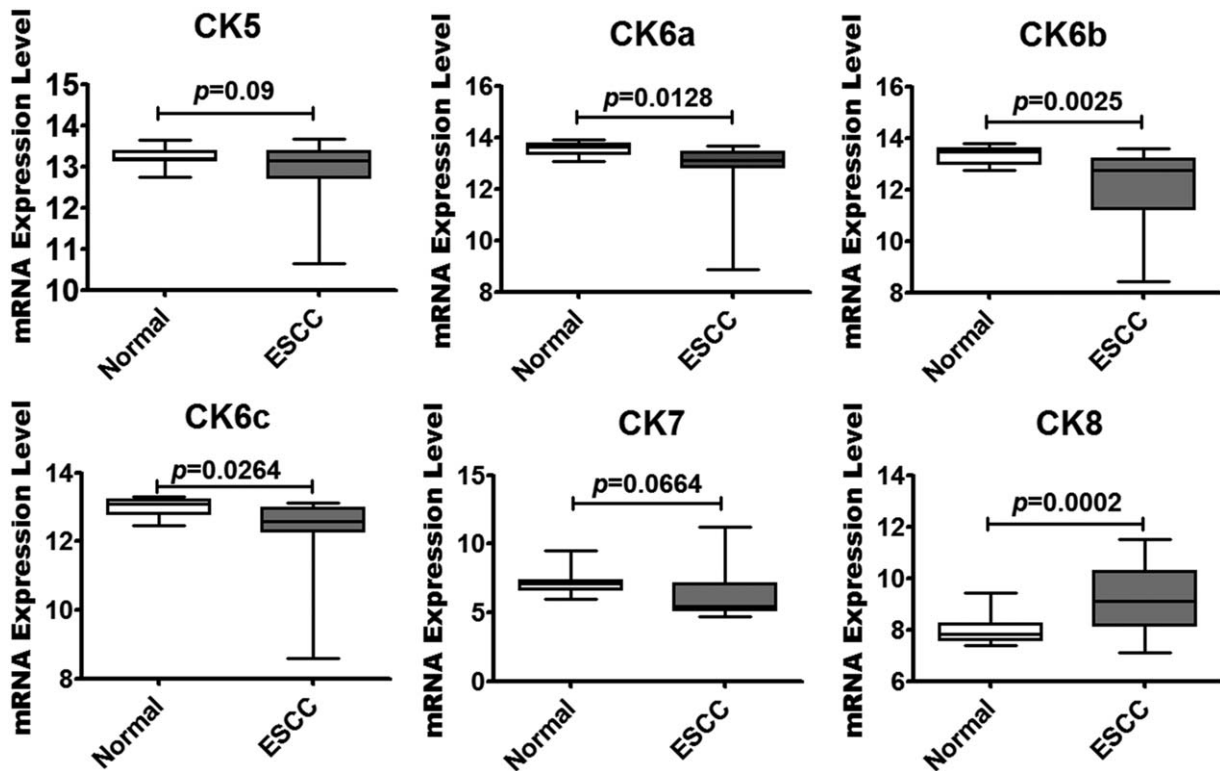 CK5
mRNA Expression Level
15
14
13
12
11
10
p=0.09
Normal
ESCC
CK6a
mRNA Expression Level
16
14
12
10
8
p=0.0128
Normal
ESCC
CK6b
mRNA Expression Level
16
14
12
10
8
p=0.0025
Normal
ESCC
CK6c
mRNA Expression Level
14
12
10
8
p=0.0264
Normal
ESCC
CK7
mRNA Expression Level
15
10
5
0
p=0.0664
Normal
ESCC
CK8
mRNA Expression Level
14
12
10
8
6
p=0.0002
Normal
ESCC